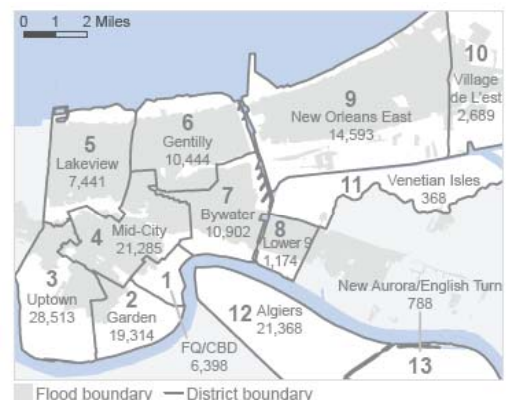 0 1 2 Miles
10
Village
de L'est
2,689
9
New Orleans East
14,593
6
Gentilly
10,444
5
Lakeview
7,441
7
Bywater
10,902
11
Venetian Isles
368
4
Mid-City
21,285
8
Lower 9
1,174
3
Uptown
28,513
2
Garden
19,314
1
FQ/CBD
6,398
12 Algiers
21,368
New Aurora/English Turn
788
13
Flood boundary
District boundary